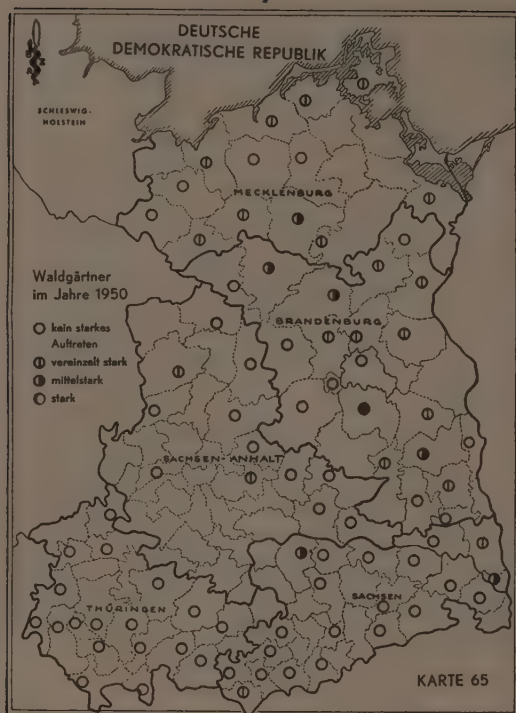 DEUTSCHE
DEMOKRATISCHE REPUBLIK
SCHLESWIG-
HOLSTEIN
MECKLENBURG
Waldgärtner
im Jahre 1950
kein starkes
Auftreten
vereinzelt stark
mittelstark
stark
BRANDENBURG
SACHSEN-ANHALT
THÜRINGEN
SACHSEN
KARTE 65